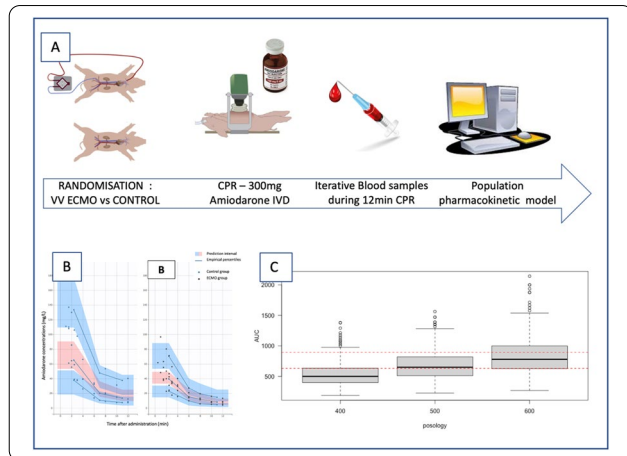 A
AMIODARONE
RANDOMISATION :
VV ECMO vs CONTROL
CPR – 300mg
Amiodarone IVD
Iterative Blood samples
during 12min CPR
Population
pharmacokinetic model
B
B
Prediction interval
Empirical percentiles
Control group
ECMO group
Amiodarone concentrations (mg/L)
Time after administration (min)
C
AUC
2000
1500
1000
500
400
500
600
posology